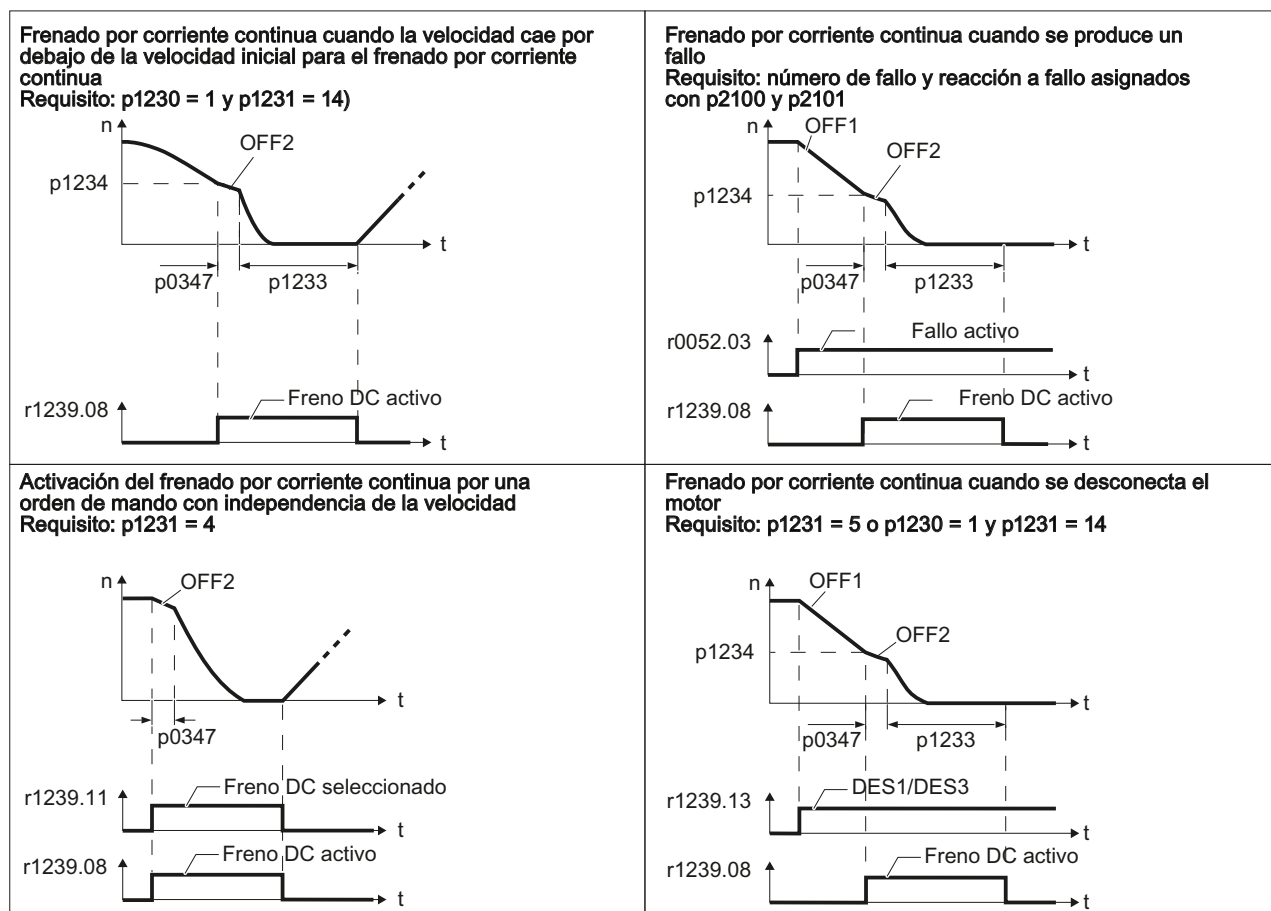 Frenado por corriente continua cuando la velocidad cae por
debajo de la velocidad inicial para el frenado por corriente
continua
Requisito: p1230 = 1 y p1231 = 14)
n
OFF2
p1234
t
p0347
p1233
r1239.08
Freno DC activo
t
Frenado por corriente continua cuando se produce un
fallo
Requisito: número de fallo y reacción a fallo asignados
con p2100 y p2101
n
OFF1
OFF2
p1234
t
p0347
p1233
r0052.03
Fallo activo
t
r1239.08
Freno DC activo
t
Activación del frenado por corriente continua por una
orden de mando con independencia de la velocidad
Requisito: p1231 = 4
n
OFF2
t
p0347
r1239.11
Freno DC seleccionado
t
r1239.08
Freno DC activo
t
Frenado por corriente continua cuando se desconecta el
motor
Requisito: p1231 = 5 o p1230 = 1 y p1231 = 14
n
OFF1
OFF2
p1234
t
p0347
p1233
r1239.13
DES1/DES3
t
r1239.08
Freno DC activo
t